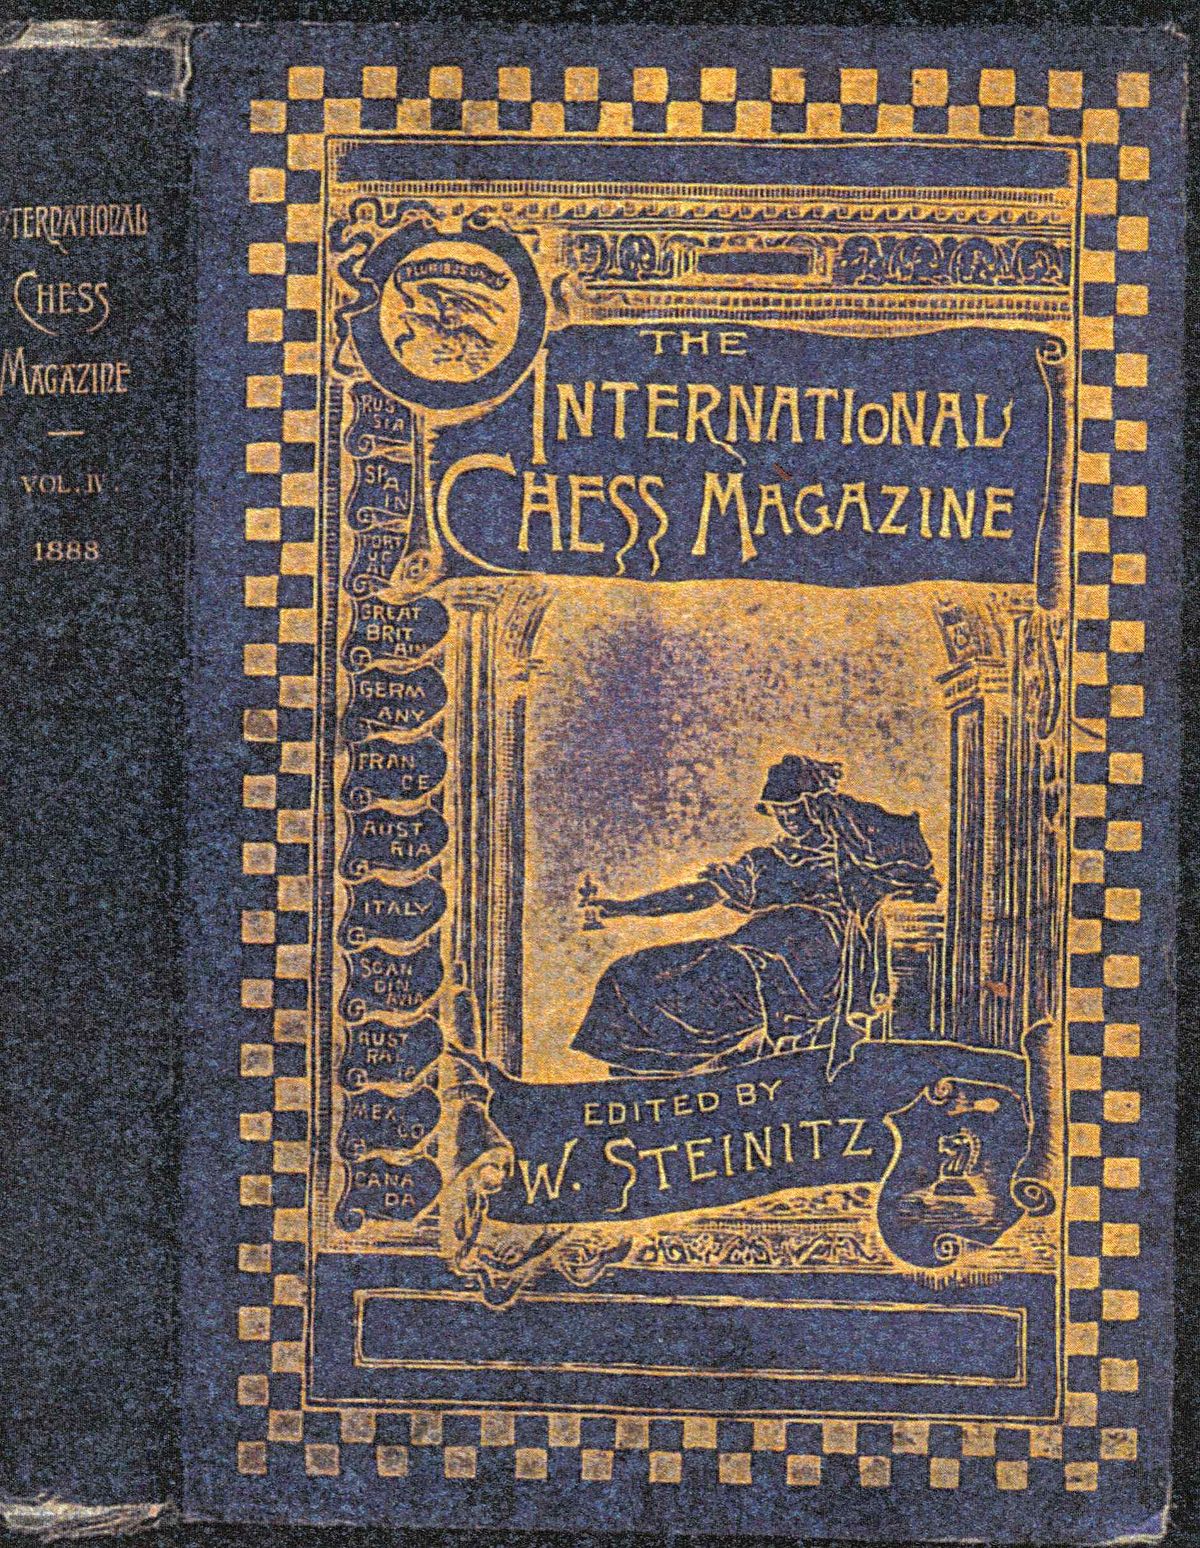 INTERNATIONAL
CHESS
MAGAZINE
VOL. IV.
1888
THE
INTERNATIONAL
CHESS MAGAZINE
RUS
SIA
SPA
IN
PORT
UG
AL
GREAT
BRIT
AIN
GERM
ANY
FRAN
CE
AUST
RIA
ITALY
SCAN
DIN
AVIA
AUST
RAL
IA
MEX
ICO
CANA
DA
EDITED BY
W. STEINITZ